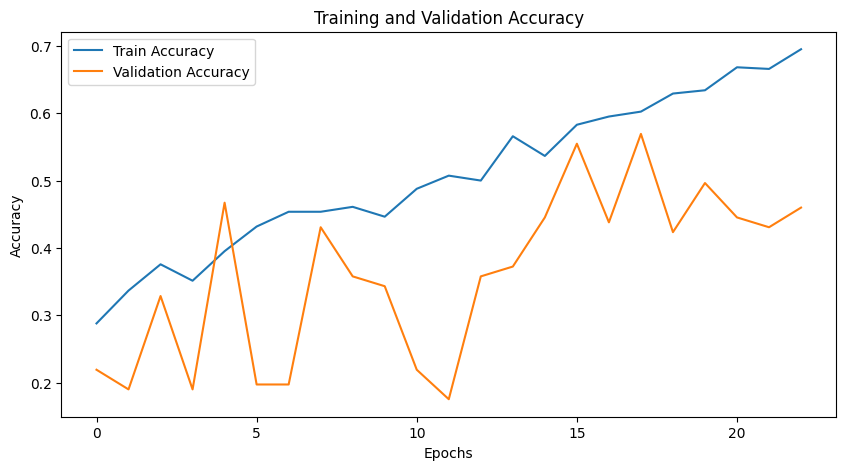 Training and Validation Accuracy
Train Accuracy
Validation Accuracy
0.7
0.6
0.5
0.4
0.3
0.2
Accuracy
0 5 10 15 20
Epochs